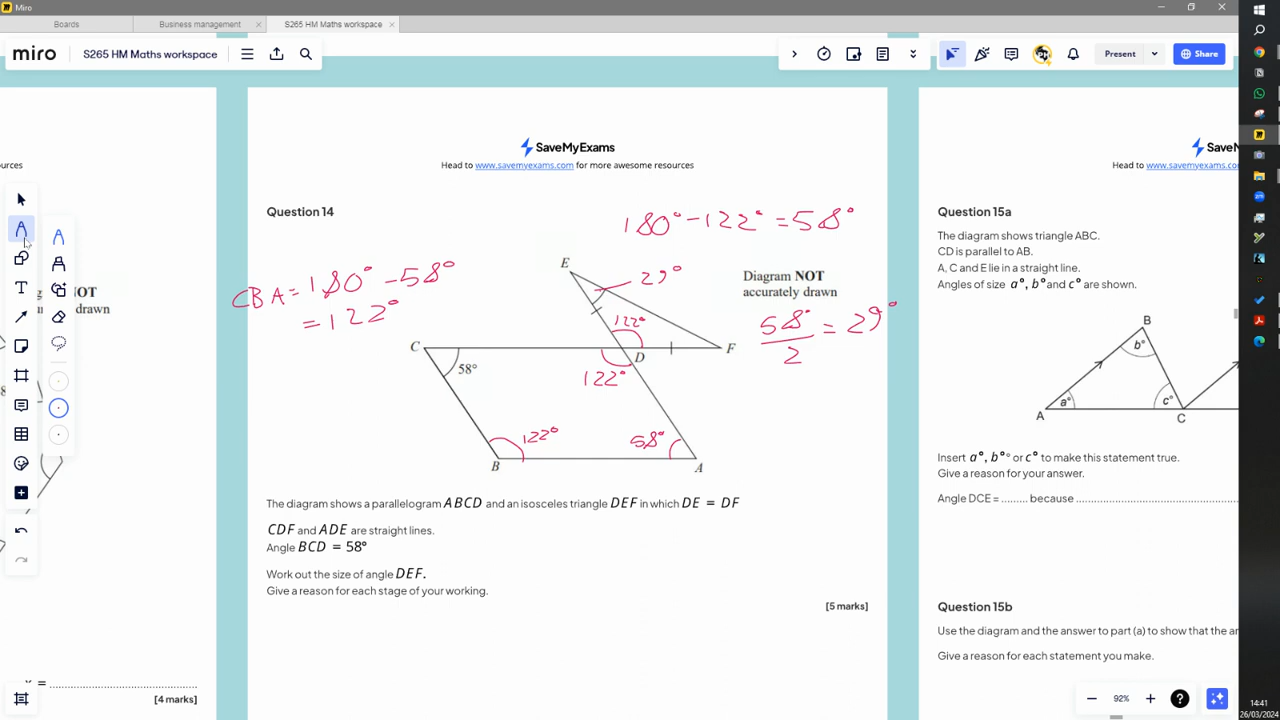 Miro
Boards
Business management
S265 HM Maths workspace
miro
S265 HM Maths workspace
Present
Share
SaveMyExams
Head to www.savemyexams.com for more awesome resources
Question 14
180° - 122° = 58°
CBA = 180° - 58°
= 122°
E
29°
Diagram NOT
accurately drawn
58°/2 = 29°
122°
C
58°
D
F
122°
122°
58°
B
A
The diagram shows a parallelogram ABCD and an isosceles triangle DEF in which DE = DF
CDF and ADE are straight lines.
Angle BCD = 58°
Work out the size of angle DEF.
Give a reason for each stage of your working.
[5 marks]
ources
NOT
drawn
=
[4 marks]
SaveMyE
Head to www.savemyexams.co
Question 15a
The diagram shows triangle ABC.
CD is parallel to AB.
A, C and E lie in a straight line.
Angles of size a°, b° and c° are shown.
B
b°
a°
c°
A
C
Insert a°, b° or c° to make this statement true.
Give a reason for your answer.
Angle DCE = ........ because
Question 15b
Use the diagram and the answer to part (a) to show that the an
Give a reason for each statement you make.
92%
14:41
26/03/2024